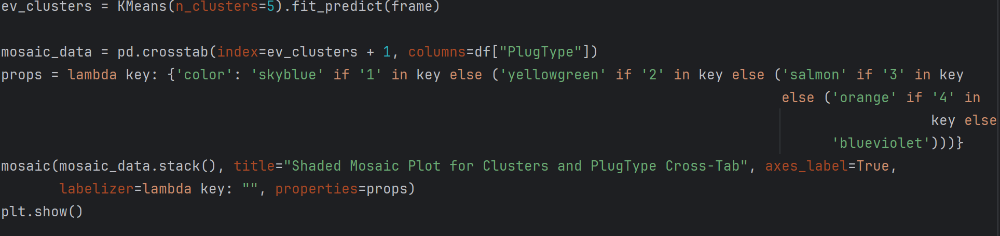 ev_clusters = KMeans(n_clusters=5).fit_predict(frame)
mosaic_data = pd.crosstab(index=ev_clusters + 1, columns=df["PlugType"])
props = lambda key: {'color': 'skyblue' if '1' in key else ('yellowgreen' if '2' in key else ('salmon' if '3' in key
else ('orange' if '4' in
key else
'blueviolet')))}
mosaic(mosaic_data.stack(), title="Shaded Mosaic Plot for Clusters and PlugType Cross-Tab", axes_label=True,
labelizer=lambda key: "", properties=props)
plt.show()